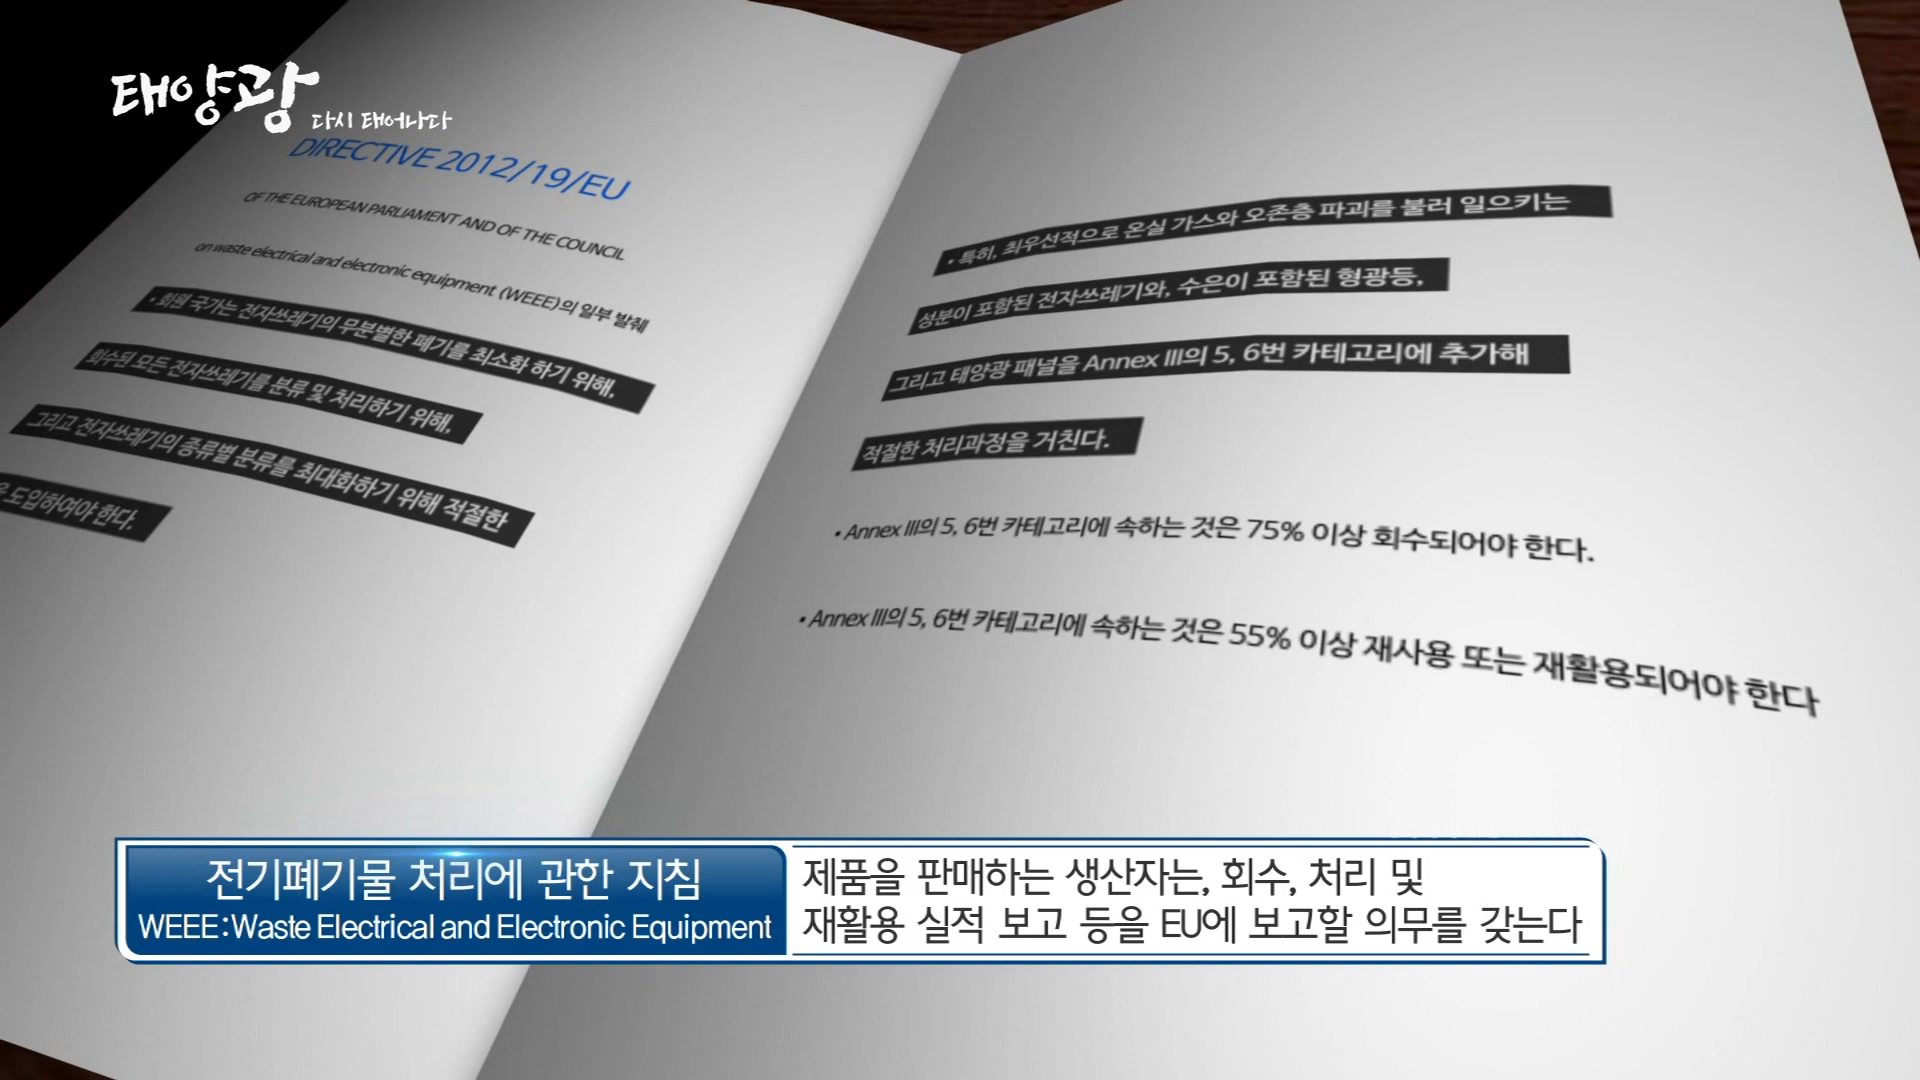 태양광
다시 태어나다
DIRECTIVE 2012/19/EU
OF THE EUROPEAN PARLIAMENT AND OF THE COUNCIL
on waste electrical and electronic equipment (WEEE)의 일부 발췌
• 회원 국가는 전자쓰레기의 무분별한 폐기를 최소화 하기 위해,
회수된 모든 전자쓰레기를 분류 및 처리하기 위해,
그리고 전자쓰레기의 종류별 분류를 최대화하기 위해 적절한
도입하여야 한다.
• 특히, 최우선적으로 온실 가스와 오존층 파괴를 불러 일으키는
성분이 포함된 전자쓰레기와, 수은이 포함된 형광등,
그리고 태양광 패널을 Annex III의 5, 6번 카테고리에 추가해
적절한 처리과정을 거친다.
• Annex III의 5, 6번 카테고리에 속하는 것은 75% 이상 회수되어야 한다.
• Annex III의 5, 6번 카테고리에 속하는 것은 55% 이상 재사용 또는 재활용되어야 한다
전기폐기물 처리에 관한 지침
WEEE:Waste Electrical and Electronic Equipment
제품을 판매하는 생산자는, 회수, 처리 및
재활용 실적 보고 등을 EU에 보고할 의무를 갖는다